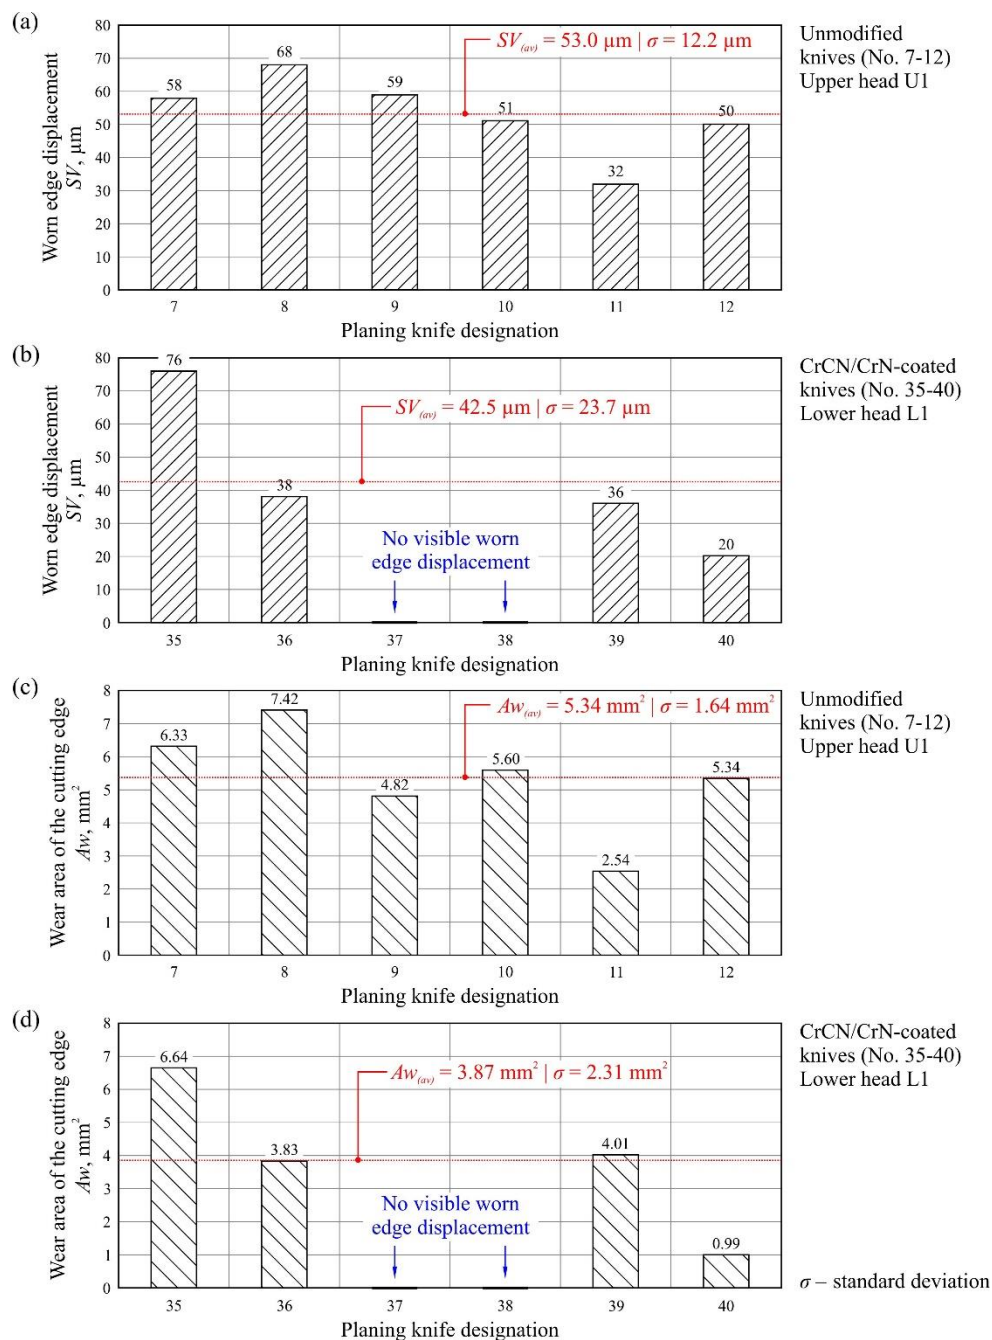 (a)
80
70
60
50
40
30
20
10
0
Worn edge displacement
SV, µm
58
68
59
51
32
50
SV(av) = 53.0 µm | σ = 12.2 µm
7 8 9 10 11 12
Planing knife designation
Unmodified
knives (No. 7-12)
Upper head U1
(b)
80
70
60
50
40
30
20
10
0
Worn edge displacement
SV, µm
76
38
36
20
SV(av) = 42.5 µm | σ = 23.7 µm
No visible worn
edge displacement
35 36 37 38 39 40
Planing knife designation
CrCN/CrN-coated
knives (No. 35-40)
Lower head L1
(c)
8
7
6
5
4
3
2
1
0
Wear area of the cutting edge
Aw, mm²
6.33
7.42
4.82
5.60
2.54
5.34
Aw(av) = 5.34 mm² | σ = 1.64 mm²
7 8 9 10 11 12
Planing knife designation
Unmodified
knives (No. 7-12)
Upper head U1
(d)
8
7
6
5
4
3
2
1
0
Wear area of the cutting edge
Aw, mm²
6.64
3.83
4.01
0.99
Aw(av) = 3.87 mm² | σ = 2.31 mm²
No visible worn
edge displacement
35 36 37 38 39 40
Planing knife designation
CrCN/CrN-coated
knives (No. 35-40)
Lower head L1
σ – standard deviation